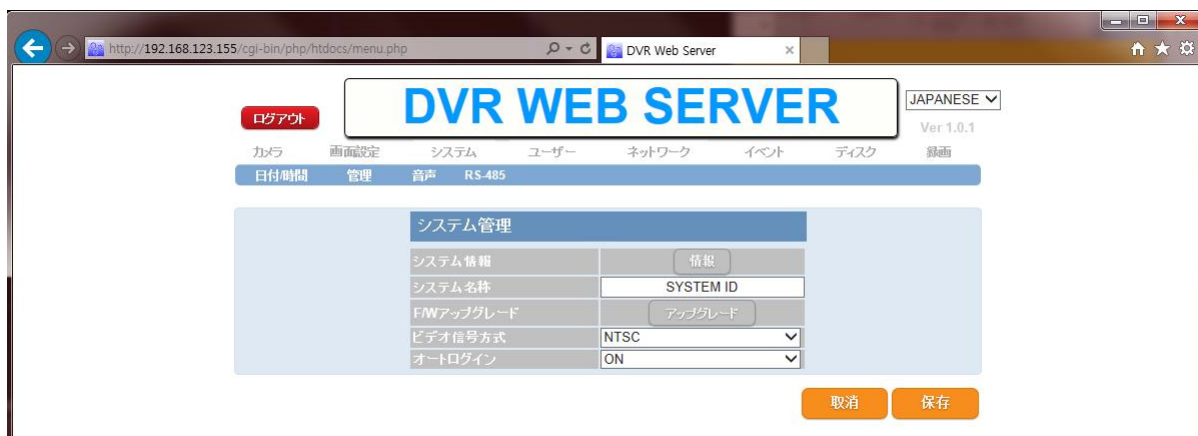 http://192.168.123.155/cgi-bin/php/htdocs/menu.php
DVR Web Server
ログアウト
DVR WEB SERVER
JAPANESE
Ver 1.0.1
カメラ 画面設定 システム ユーザー ネットワーク イベント ディスク 録画
日付/時間 管理 音声 RS-485
システム管理
システム情報 情報
システム名称 SYSTEM ID
F/Wアップグレード アップグレード
ビデオ信号方式 NTSC
オートログイン ON
取消 保存